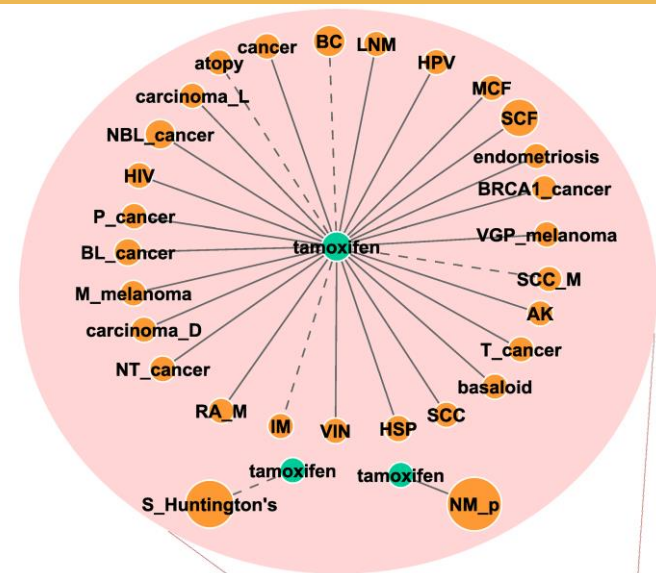 BC
LNM
cancer
atopy
HPV
MCF
carcinoma_L
SCF
NBL_cancer
endometriosis
HIV
BRCA1_cancer
P_cancer
VGP_melanoma
tamoxifen
BL_cancer
SCC_M
M_melanoma
AK
carcinoma_D
T_cancer
NT_cancer
basaloid
RA_M
SCC
IM
VIN
HSP
tamoxifen
tamoxifen
S_Huntington's
NM_p